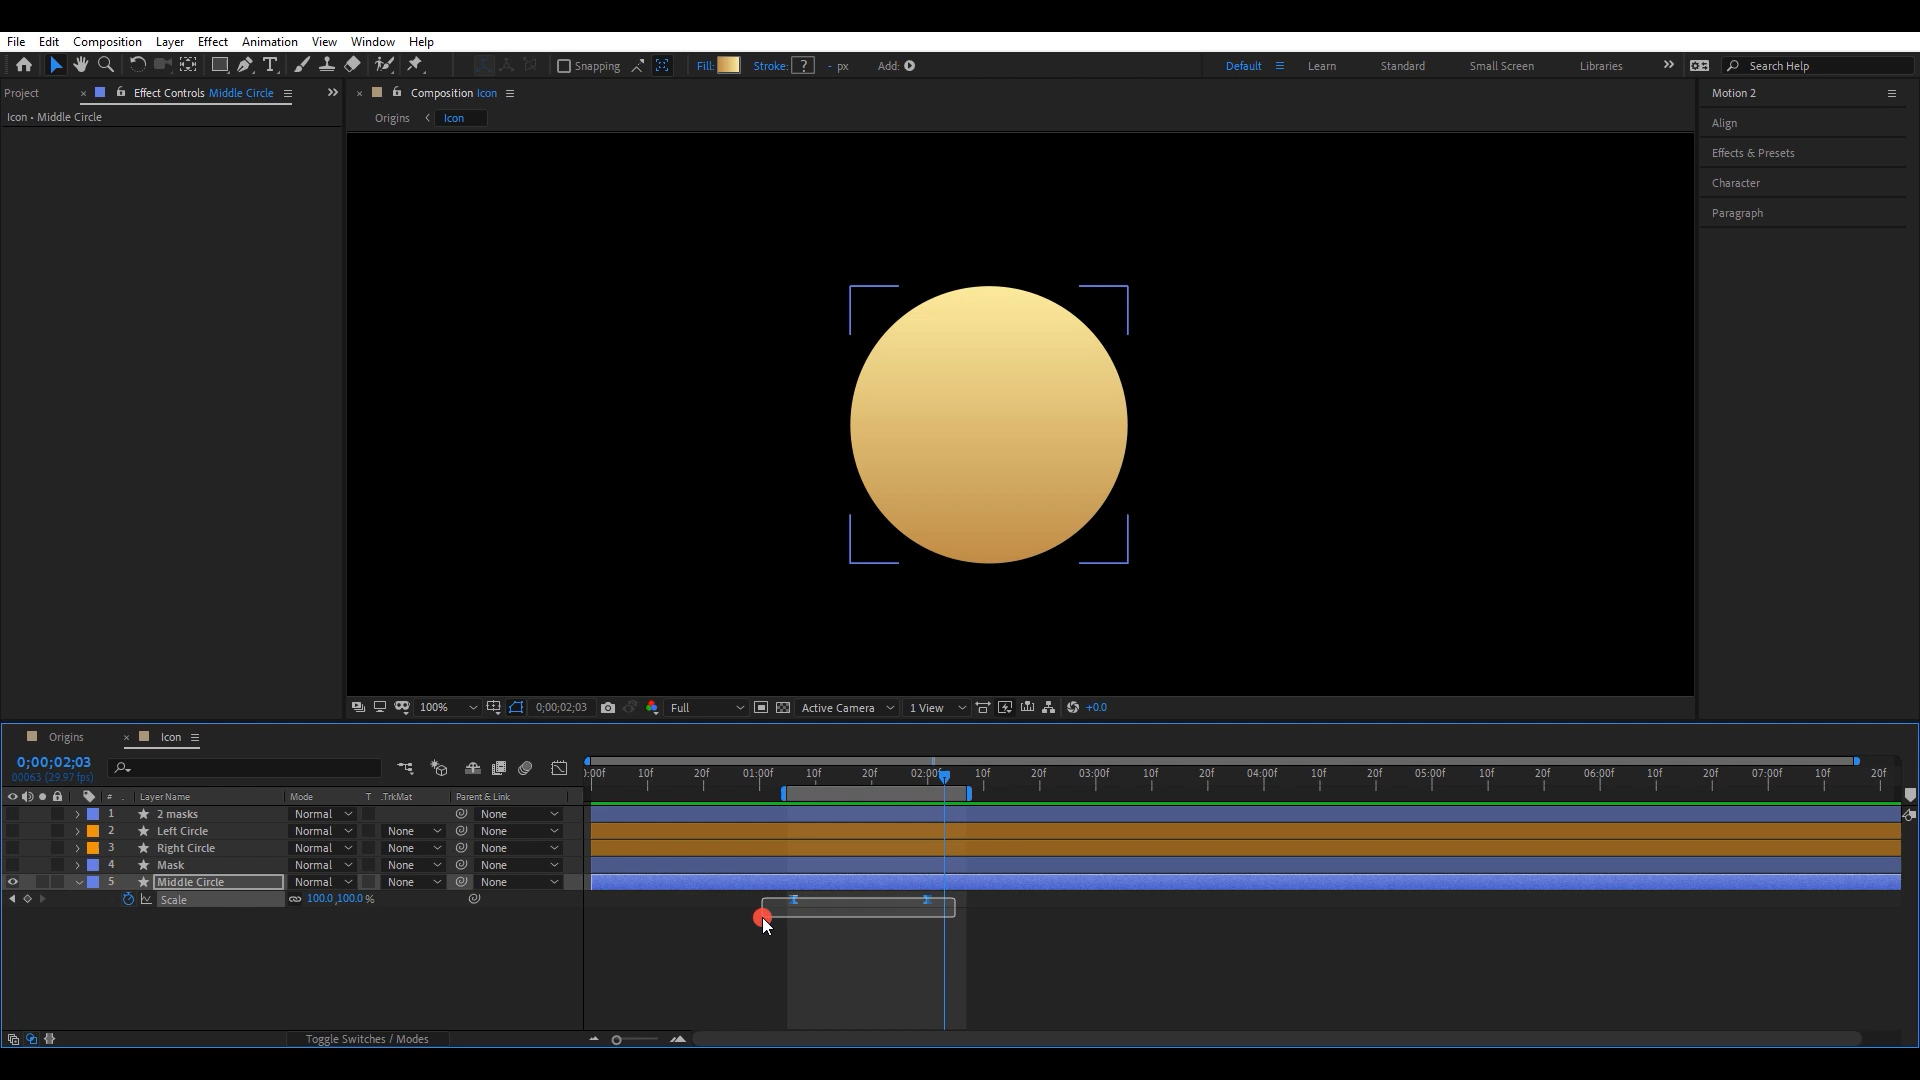 File Edit Composition Layer Effect Animation View Window Help
Snapping Fill: Stroke: ? - px Add: Default Learn Standard Small Screen Libraries Search Help
Project Effect Controls Middle Circle Composition Icon Motion 2
Icon • Middle Circle Origins Icon
Align
Effects & Presets
Character
Paragraph
100% 0;00;02;03 Full Active Camera 1 View +0.0
Origins Icon
0;00;02;03
00063 (29.97 fps)
):00f 10f 20f 01:00f 10f 20f 02:00f 10f 20f 03:00f 10f 20f 04:00f 10f 20f 05:00f 10f 20f 06:00f 10f 20f 07:00f 10f 20f
# Layer Name Mode T .TrkMat Parent & Link
1 2 masks Normal None
2 Left Circle Normal None None
3 Right Circle Normal None None
4 Mask Normal None None
5 Middle Circle Normal None None
Scale 100.0,100.0 %
Toggle Switches / Modes